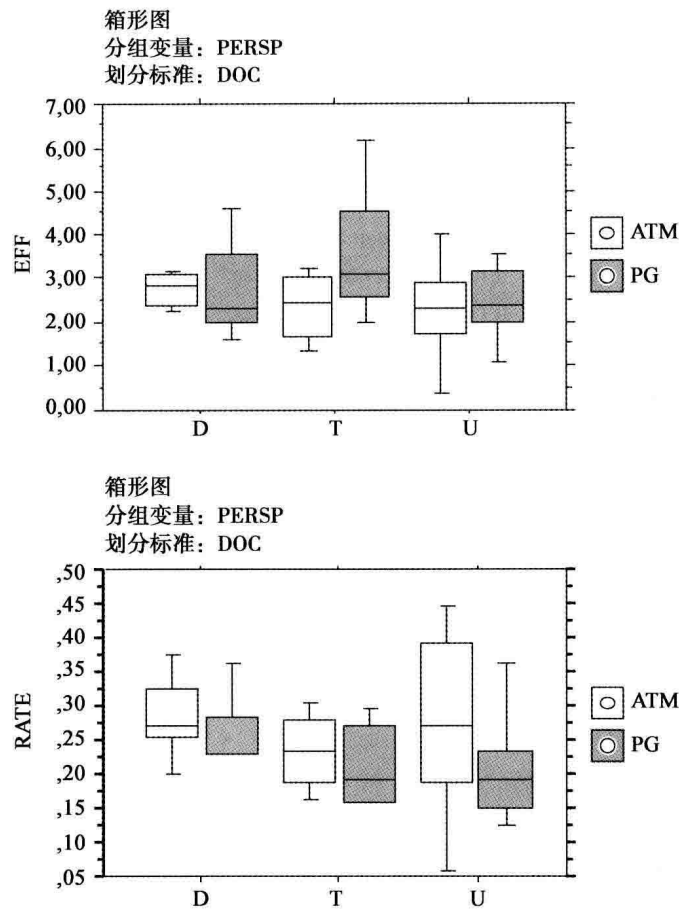 箱形图
分组变量：PERSP
划分标准：DOC
7,00
6,00
5,00
4,00
3,00
2,00
1,00
0,00
EFF
D T U
ATM
PG
箱形图
分组变量：PERSP
划分标准：DOC
,50
,45
,35
,30
,25
,20
,15
,10
,05
RATE
D T U
ATM
PG